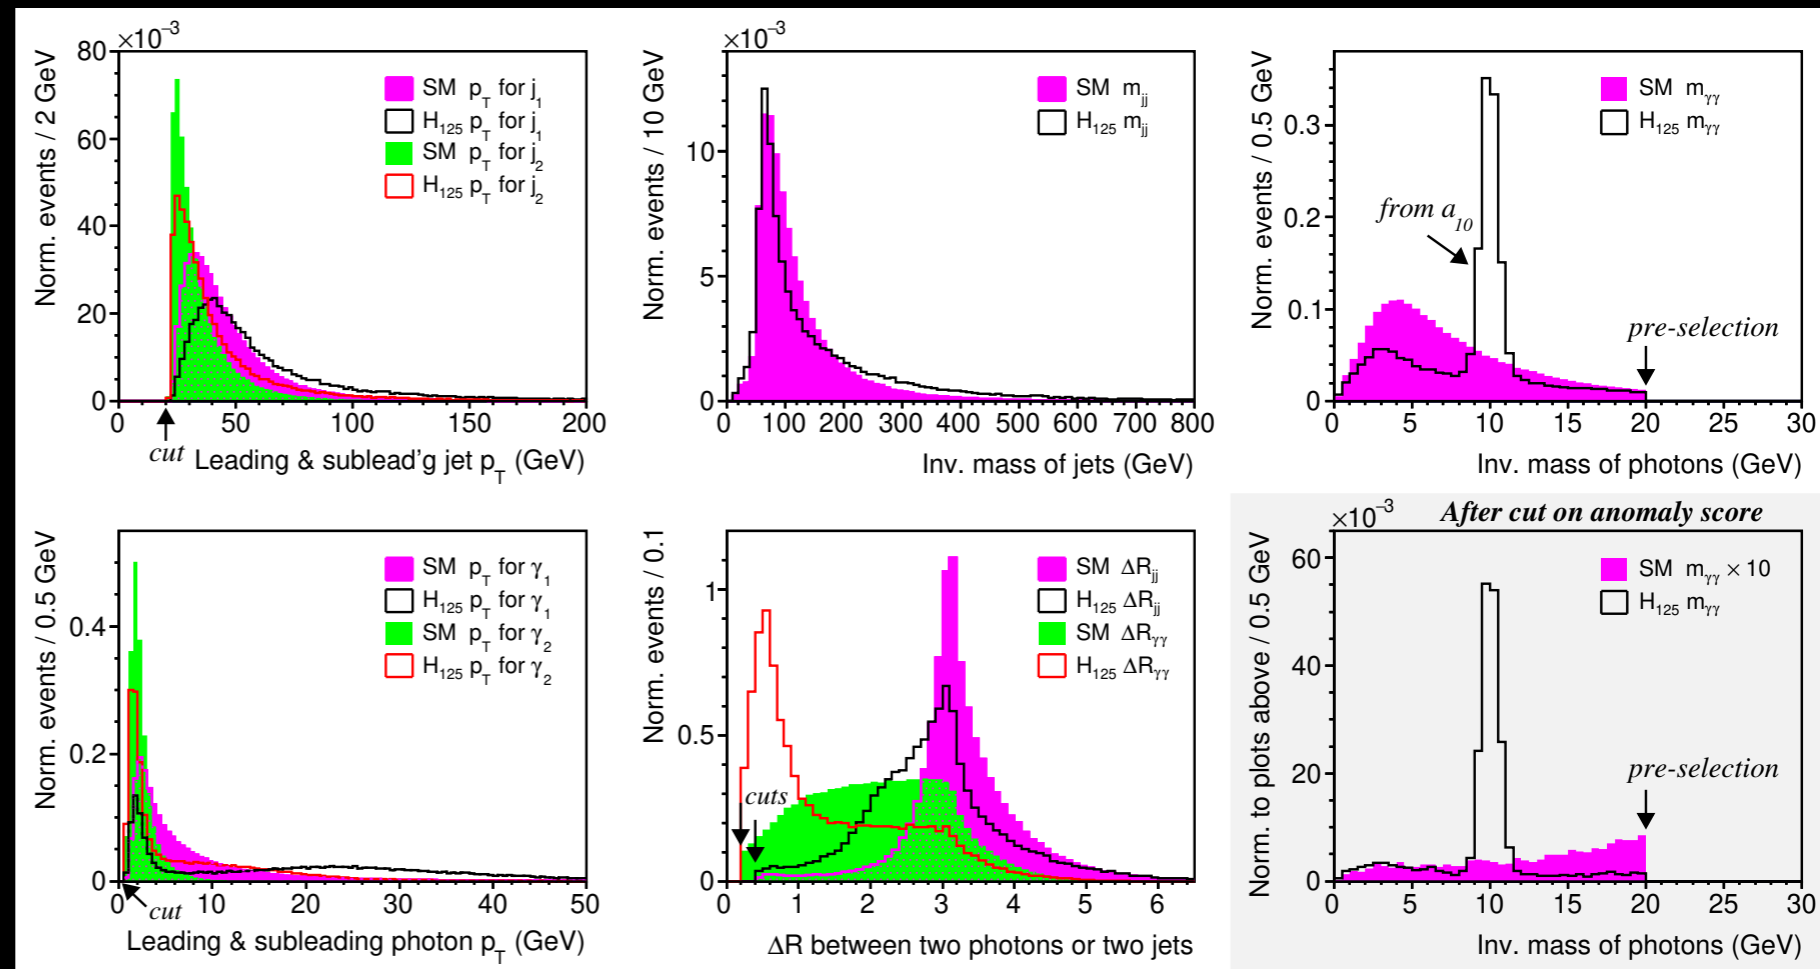 ×10⁻³
Norm. events / 2 GeV
80
60
40
20
0
SM p_T for j_1
H_125 p_T for j_1
SM p_T for j_2
H_125 p_T for j_2
0 50 100 150 200
cut
Leading & sublead'g jet p_T (GeV)
×10⁻³
Norm. events / 10 GeV
10
5
0
SM m_jj
H_125 m_jj
0 100 200 300 400 500 600 700 800
Inv. mass of jets (GeV)
Norm. events / 0.5 GeV
0.3
0.2
0.1
0
SM m_γγ
H_125 m_γγ
from a_10
pre-selection
0 5 10 15 20 25 30
Inv. mass of photons (GeV)
Norm. events / 0.5 GeV
0.4
0.2
0
SM p_T for γ_1
H_125 p_T for γ_1
SM p_T for γ_2
H_125 p_T for γ_2
0 10 20 30 40 50
cut
Leading & subleading photon p_T (GeV)
Norm. events / 0.1
1
0.5
0
SM ΔR_jj
H_125 ΔR_jj
SM ΔR_γγ
H_125 ΔR_γγ
cuts
0 1 2 3 4 5 6
ΔR between two photons or two jets
After cut on anomaly score
×10⁻³
Norm. to plots above / 0.5 GeV
60
40
20
0
SM m_γγ × 10
H_125 m_γγ
pre-selection
0 5 10 15 20 25 30
Inv. mass of photons (GeV)